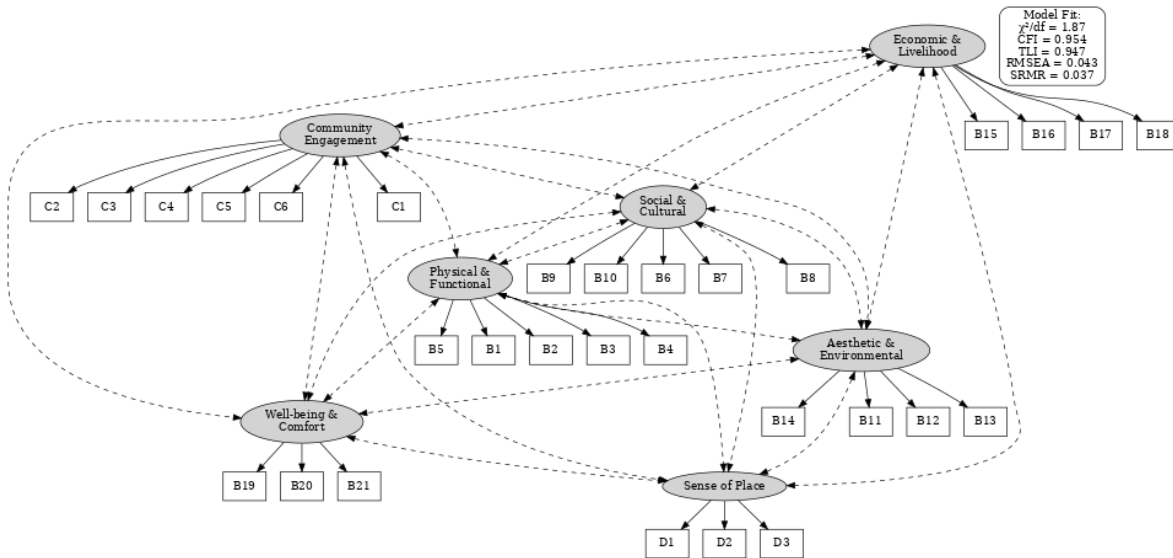 Model Fit:
χ²/df = 1.87
CFI = 0.954
TLI = 0.947
RMSEA = 0.043
SRMR = 0.037
Economic &
Livelihood
B15
B16
B17
B18
Community
Engagement
C2
C3
C4
C5
C6
C1
Social &
Cultural
B9
B10
B6
B7
B8
Physical &
Functional
B5
B1
B2
B3
B4
Aesthetic &
Environmental
B14
B11
B12
B13
Well-being &
Comfort
B19
B20
B21
Sense of Place
D1
D2
D3